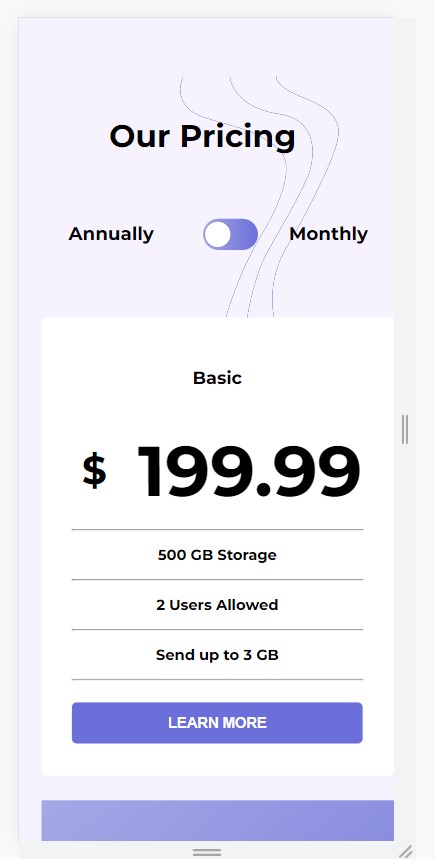 Our Pricing
Annually Monthly
Basic
$ 199.99
500 GB Storage
2 Users Allowed
Send up to 3 GB
LEARN MORE